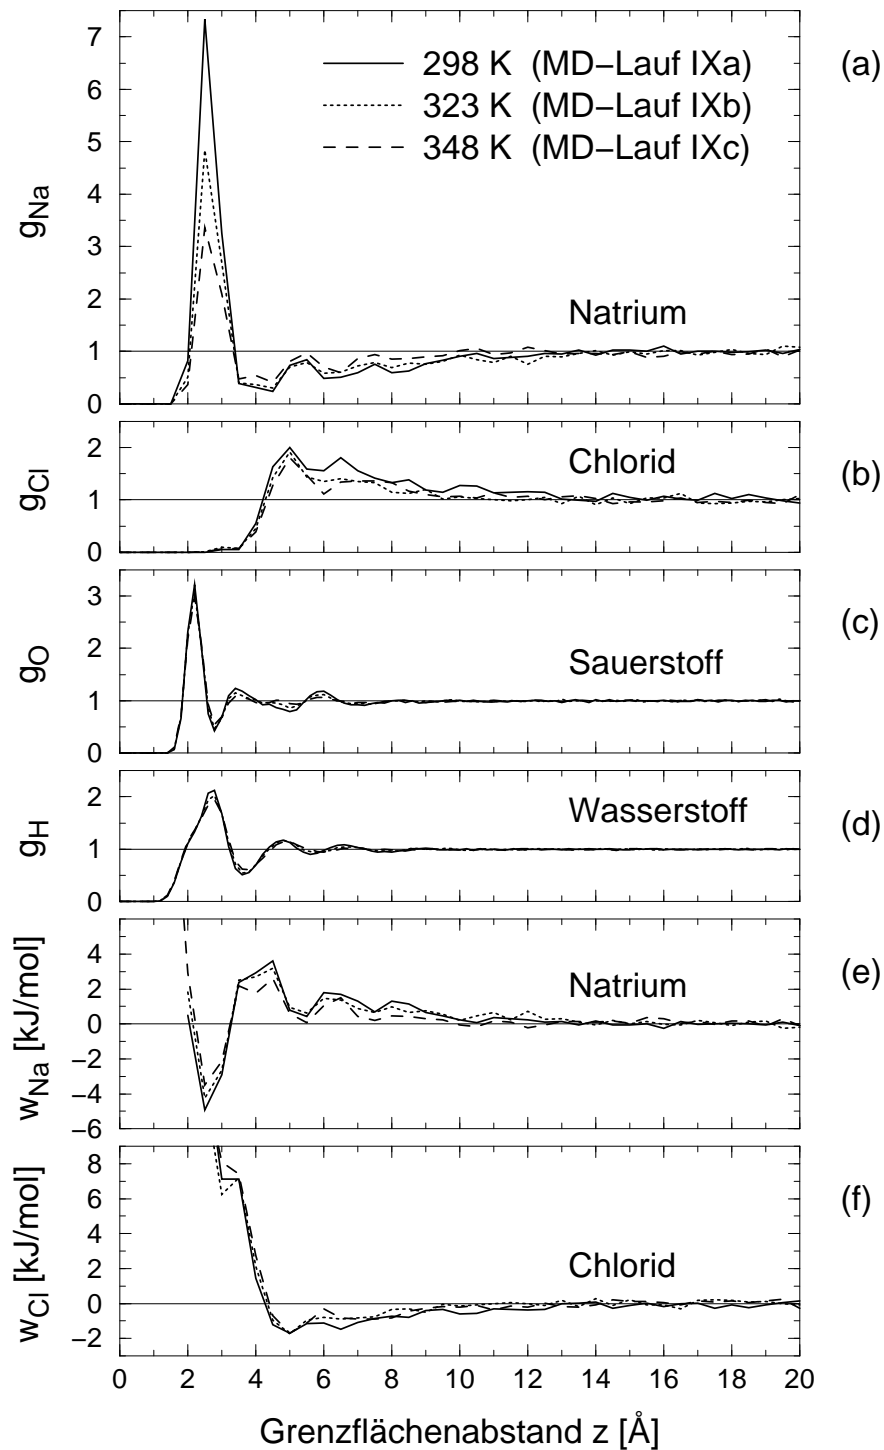 7
6
5
4
3
2
1
0
g_Na
298 K (MD–Lauf IXa)
323 K (MD–Lauf IXb)
348 K (MD–Lauf IXc)
Natrium
(a)
2
1
0
g_Cl
Chlorid
(b)
3
2
1
0
g_O
Sauerstoff
(c)
2
1
0
g_H
Wasserstoff
(d)
4
2
0
−2
−4
−6
w_Na [kJ/mol]
Natrium
(e)
8
6
4
2
0
−2
w_Cl [kJ/mol]
Chlorid
(f)
0 2 4 6 8 10 12 14 16 18 20
Grenzflächenabstand z [Å]